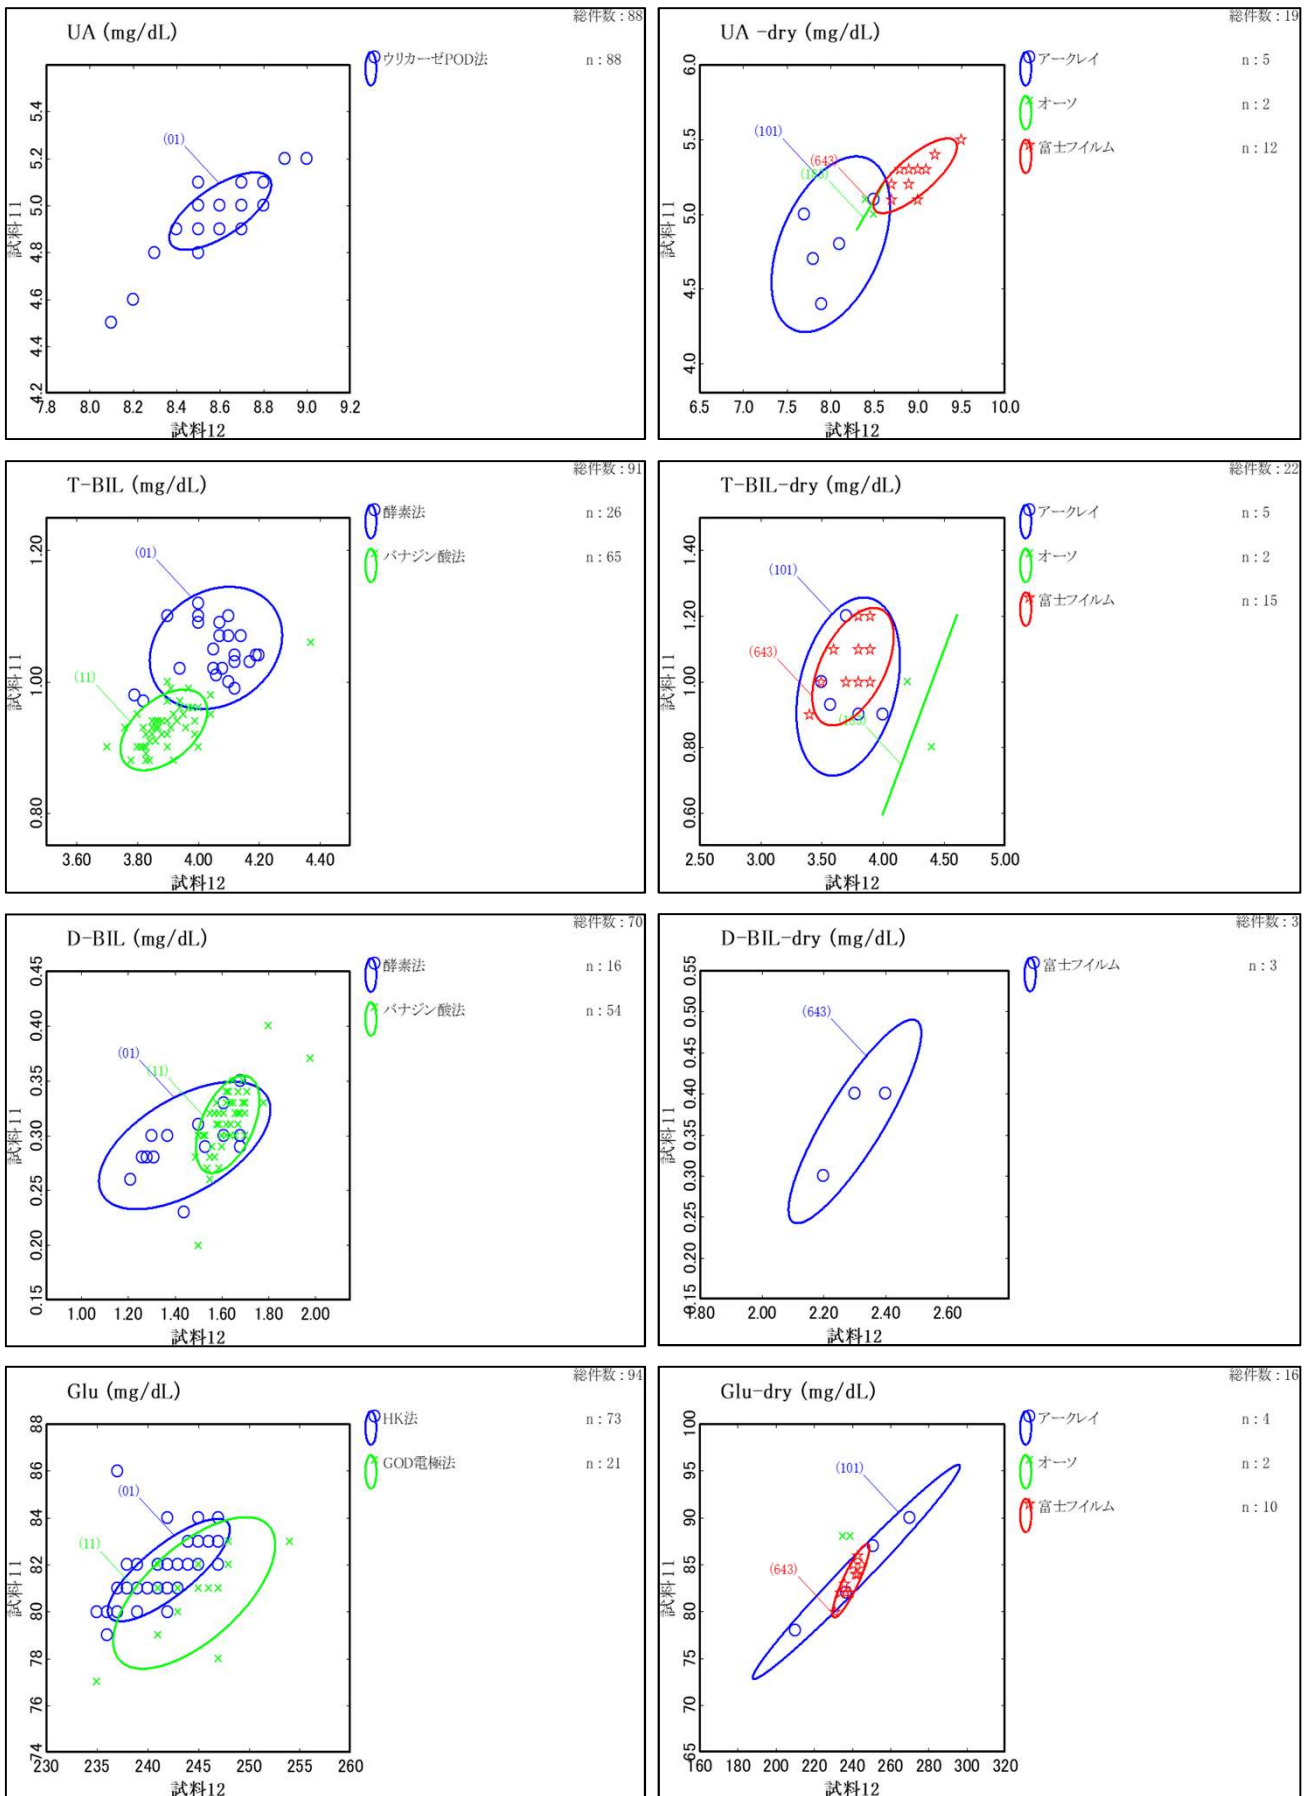 総件数 : 88
UA (mg/dL)
ウリカーゼPOD法 n : 88
(01)
試料11
5.4
5.2
5.0
4.8
4.6
4.4
4.2
7.8 8.0 8.2 8.4 8.6 8.8 9.0 9.2
試料12
総件数 : 19
UA -dry (mg/dL)
アークレイ n : 5
オーソ n : 2
富士フイルム n : 12
(101)
(643)
試料11
6.0
5.5
5.0
4.5
4.0
6.5 7.0 7.5 8.0 8.5 9.0 9.5 10.0
試料12
総件数 : 91
T-BIL (mg/dL)
酵素法 n : 26
バナジン酸法 n : 65
(01)
(11)
試料11
1.20
1.00
0.80
3.60 3.80 4.00 4.20 4.40
試料12
総件数 : 22
T-BIL-dry (mg/dL)
アークレイ n : 5
オーソ n : 2
富士フイルム n : 15
(101)
(643)
試料11
1.40
1.20
1.00
0.80
0.60
2.50 3.00 3.50 4.00 4.50 5.00
試料12
総件数 : 70
D-BIL (mg/dL)
酵素法 n : 16
バナジン酸法 n : 54
(01)
(11)
試料11
0.45
0.40
0.35
0.30
0.25
0.20
0.15
1.00 1.20 1.40 1.60 1.80 2.00
試料12
総件数 : 3
D-BIL-dry (mg/dL)
富士フイルム n : 3
(643)
試料11
0.55
0.50
0.45
0.40
0.35
0.30
0.25
0.20
0.15
1.80 2.00 2.20 2.40 2.60
試料12
総件数 : 94
Glu (mg/dL)
HK法 n : 73
GOD電極法 n : 21
(01)
(11)
試料11
88
86
84
82
80
78
76
74
230 235 240 245 250 255 260
試料12
総件数 : 16
Glu-dry (mg/dL)
アークレイ n : 4
オーソ n : 2
富士フイルム n : 10
(101)
(643)
試料11
100
95
90
85
80
75
70
65
160 180 200 220 240 260 280 300 320
試料12